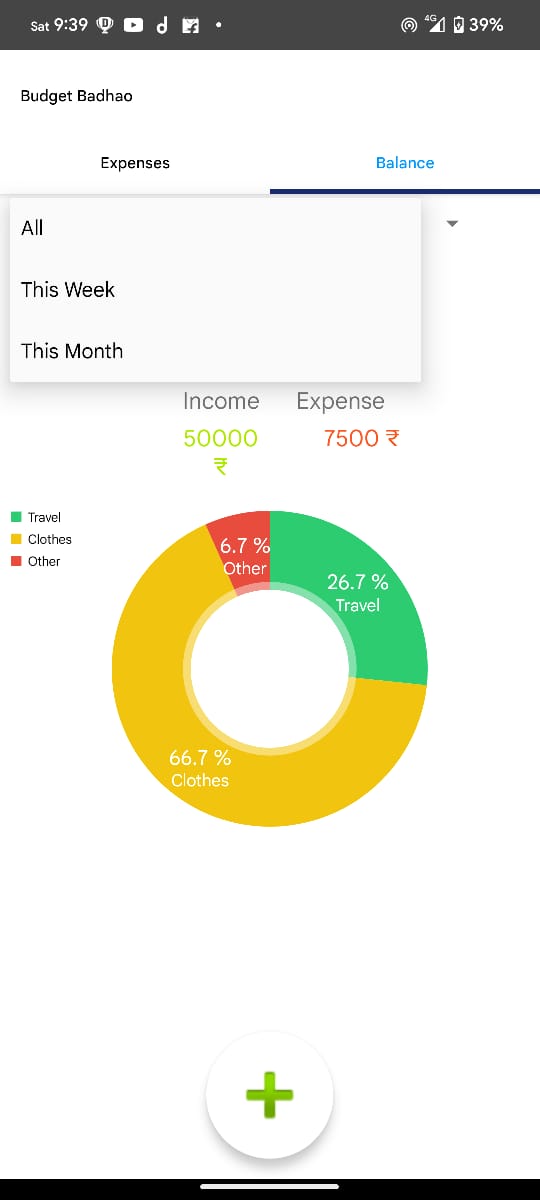 Sat 9:39
4G 39%
Budget Badhao
Expenses Balance
All
This Week
This Month
Income Expense
50000 7500 ₹
₹
Travel
Clothes
Other
6.7 %
Other
26.7 %
Travel
66.7 %
Clothes